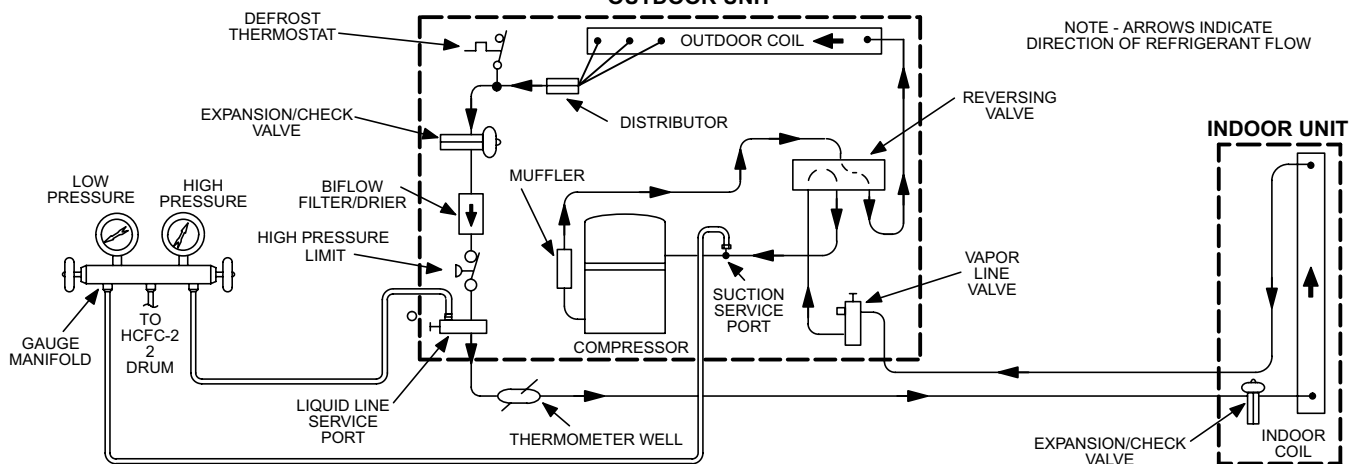 OUTDOOR UNIT
DEFROST
THERMOSTAT
OUTDOOR COIL
NOTE - ARROWS INDICATE
DIRECTION OF REFRIGERANT FLOW
EXPANSION/CHECK
VALVE
DISTRIBUTOR
REVERSING
VALVE
INDOOR UNIT
LOW
PRESSURE
HIGH
PRESSURE
BIFLOW
FILTER/DRIER
MUFFLER
HIGH PRESSURE
LIMIT
VAPOR
LINE
VALVE
SUCTION
SERVICE
PORT
GAUGE
MANIFOLD
TO
HCFC-2
2
DRUM
COMPRESSOR
LIQUID LINE
SERVICE
PORT
THERMOMETER WELL
EXPANSION/CHECK
VALVE
INDOOR
COIL